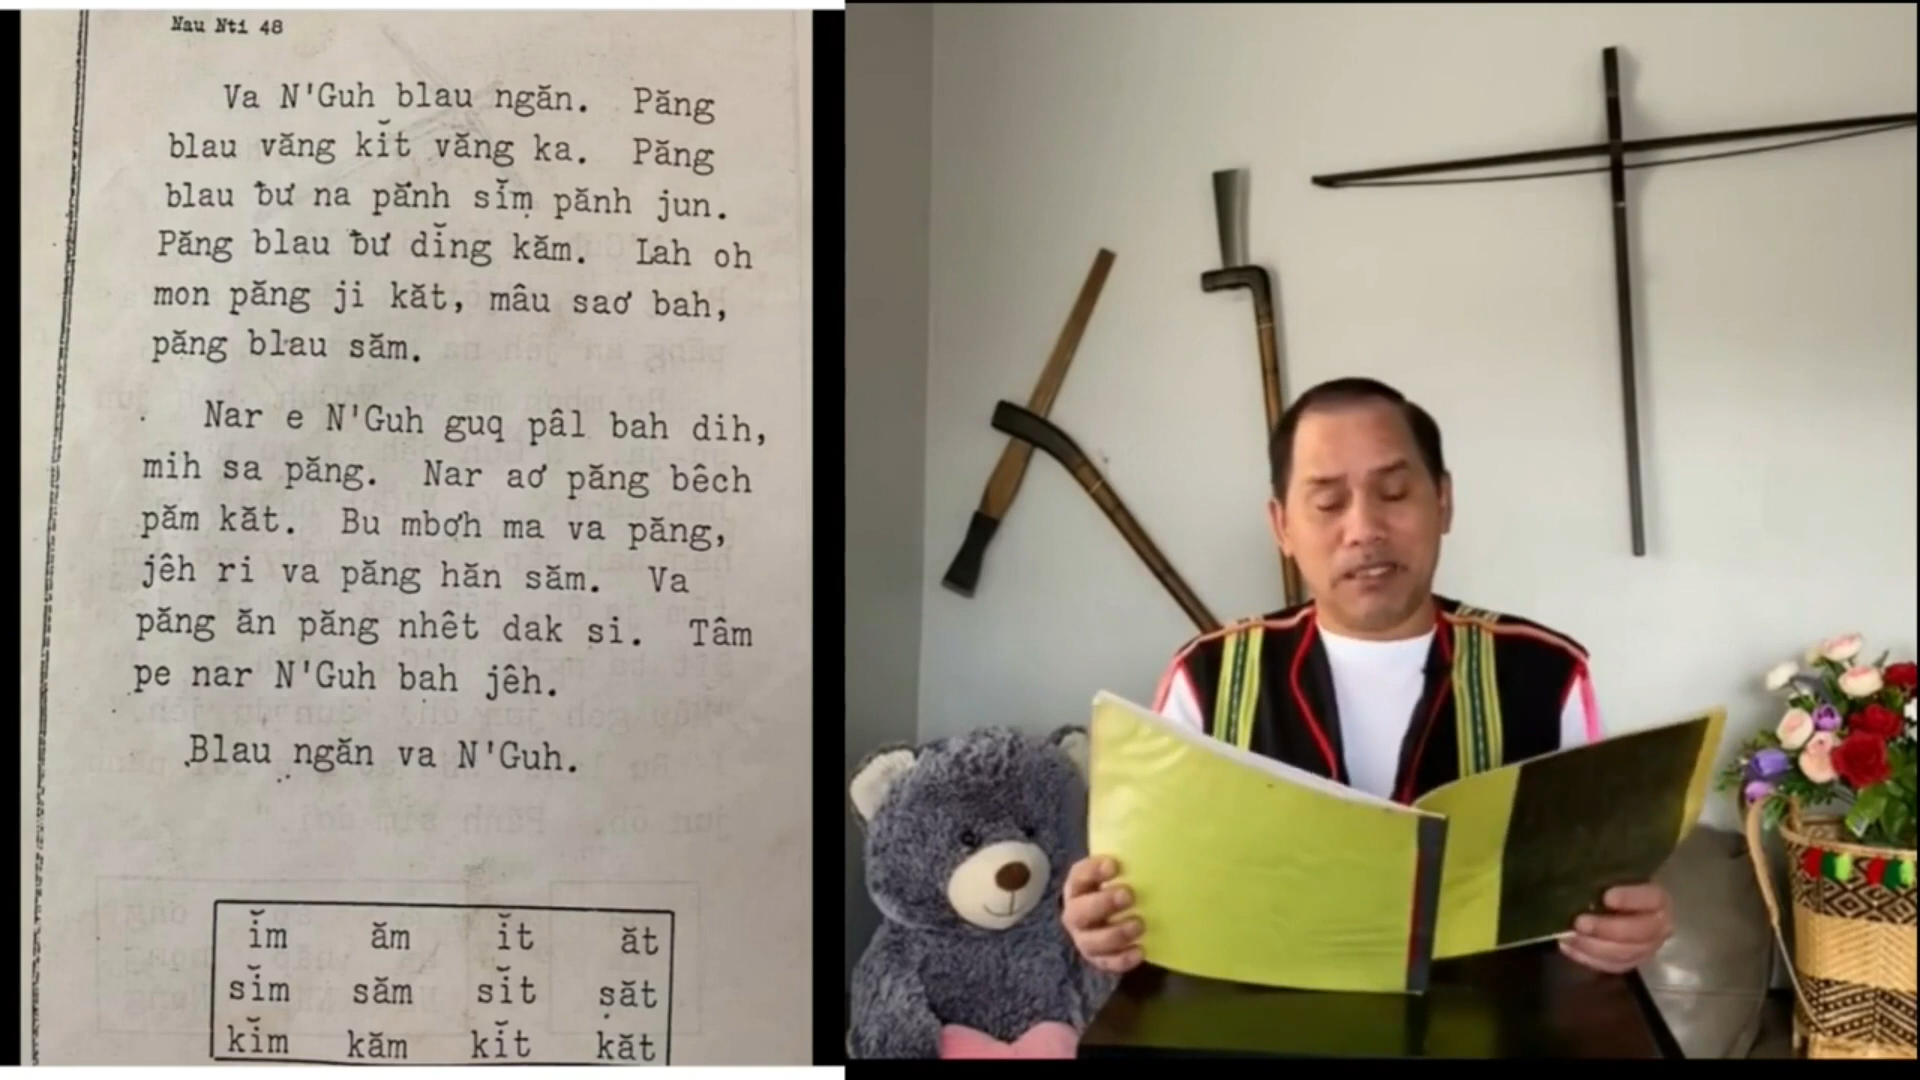 Nau Nti 48
Va N'Guh blau ngăn. Păng
blau văng kĭt văng ka. Păng
blau ƀư na pănh sĭm pănh jun.
Păng blau ƀư dĭng kăm. Lah oh
mon păng ji kăt, mâu saơ bah,
păng blau săm.
Nar e N'Guh guq pâl bah dih,
mih sa păng. Nar aơ păng bêch
păm kăt. Bu mbơh ma va păng,
jêh ri va păng hăn săm. Va
păng ăn păng nhêt dak si. Tâm
pe nar N'Guh bah jêh.
Blau ngăn va N'Guh.
ĭm ăm ĭt ăt
sĭm săm sĭt săt
kĭm kăm kĭt kăt